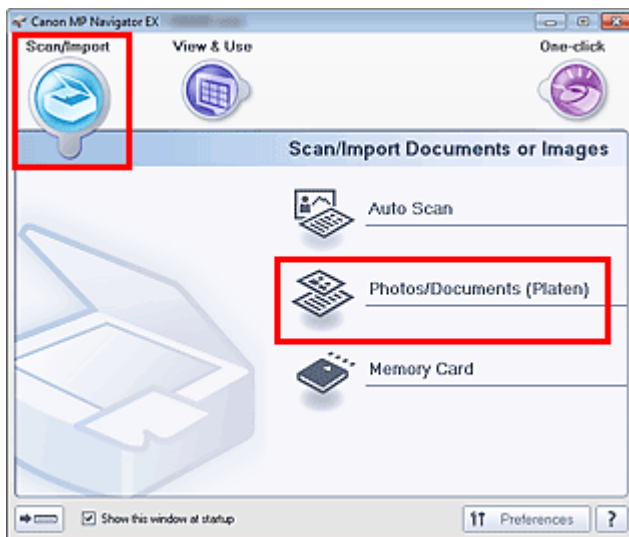 Canon MP Navigator EX
Scan/Import
View & Use
One-click
Scan/Import Documents or Images
Auto Scan
Photos/Documents (Platen)
Memory Card
Show this window at startup
Preferences
?